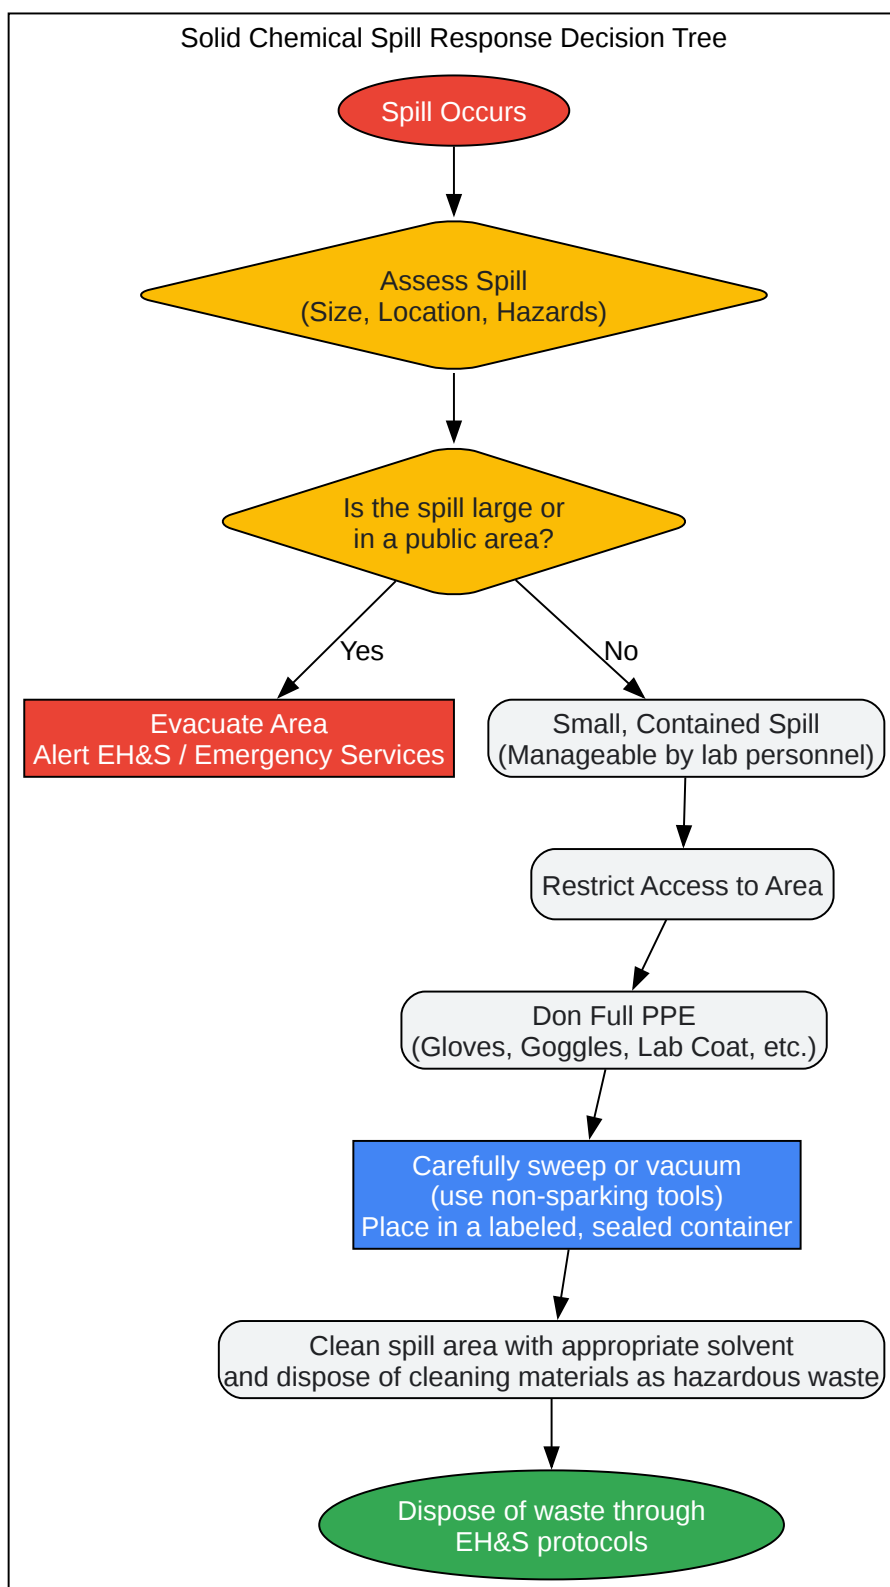 Solid Chemical Spill Response Decision Tree
Spill Occurs
Assess Spill
(Size, Location, Hazards)
Is the spill large or
in a public area?
Yes
No
Evacuate Area
Alert EH&S / Emergency Services
Small, Contained Spill
(Manageable by lab personnel)
Restrict Access to Area
Don Full PPE
(Gloves, Goggles, Lab Coat, etc.)
Carefully sweep or vacuum
(use non-sparking tools)
Place in a labeled, sealed container
Clean spill area with appropriate solvent
and dispose of cleaning materials as hazardous waste
Dispose of waste through
EH&S protocols